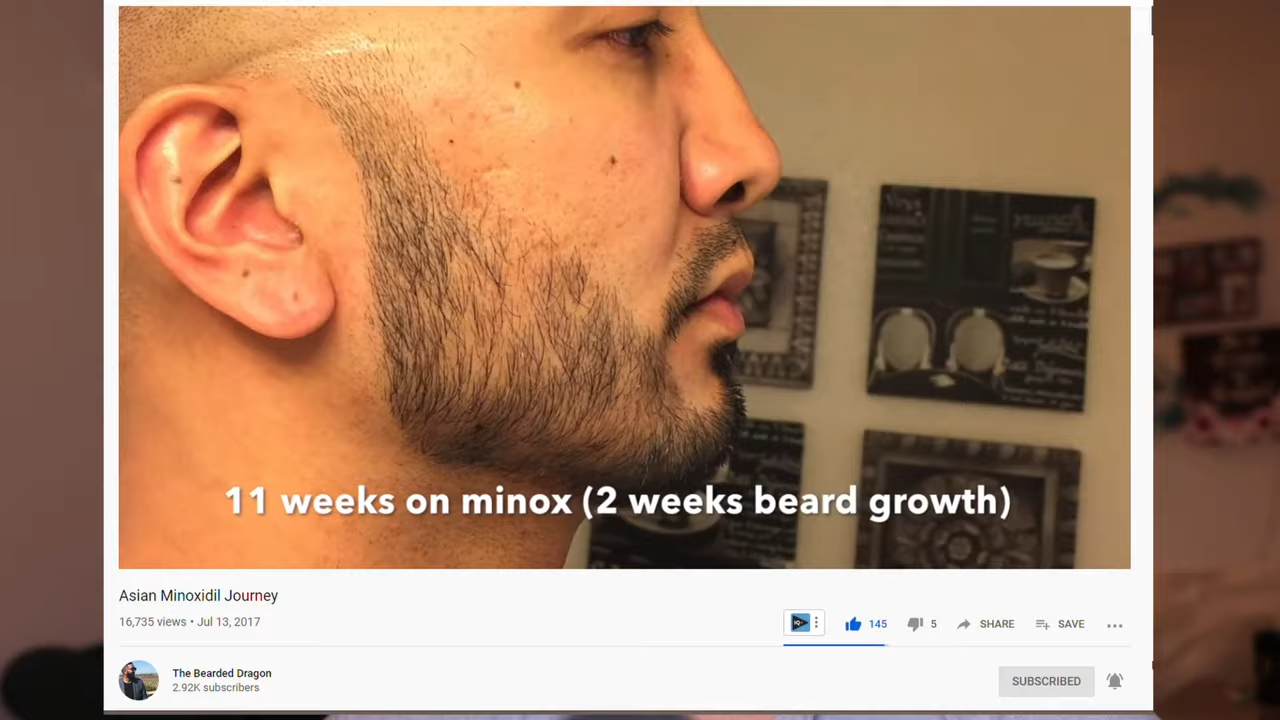 11 weeks on minox (2 weeks beard growth)
Asian Minoxidil Journey
16,735 views • Jul 13, 2017
145
5
SHARE
SAVE
The Bearded Dragon
2.92K subscribers
SUBSCRIBED